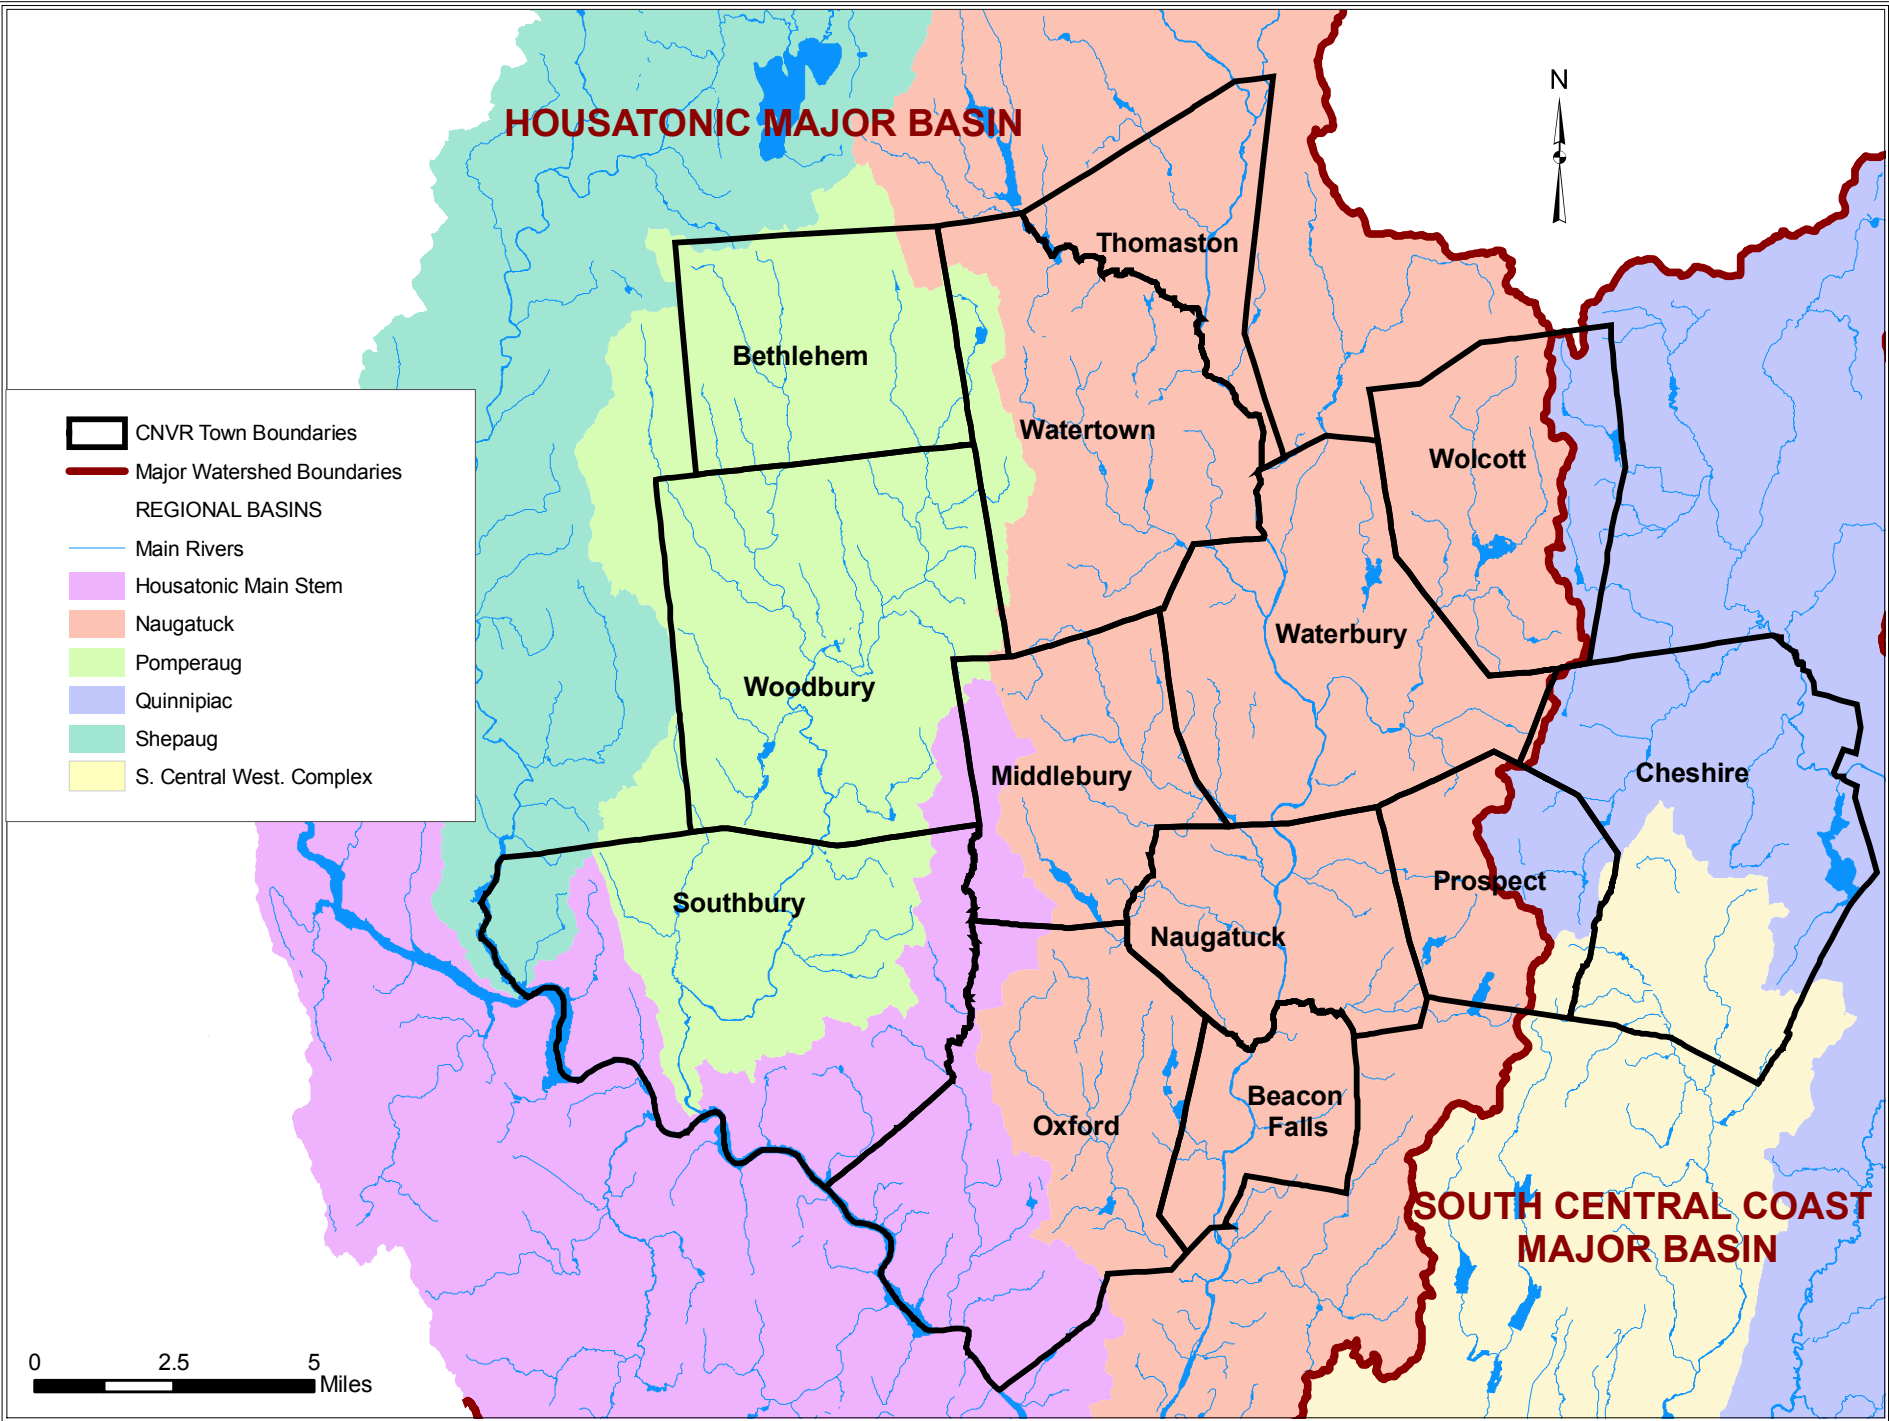 N
HOUSATONIC MAJOR BASIN
Thomaston
Bethlehem
Watertown
Wolcott
CNVR Town Boundaries
Major Watershed Boundaries
REGIONAL BASINS
Main Rivers
Housatonic Main Stem
Naugatuck
Pomperaug
Quinnipiac
Shepaug
S. Central West. Complex
Waterbury
Woodbury
Middlebury
Cheshire
Southbury
Prospect
Naugatuck
Beacon
Falls
Oxford
SOUTH CENTRAL COAST
MAJOR BASIN
0 2.5 5
Miles